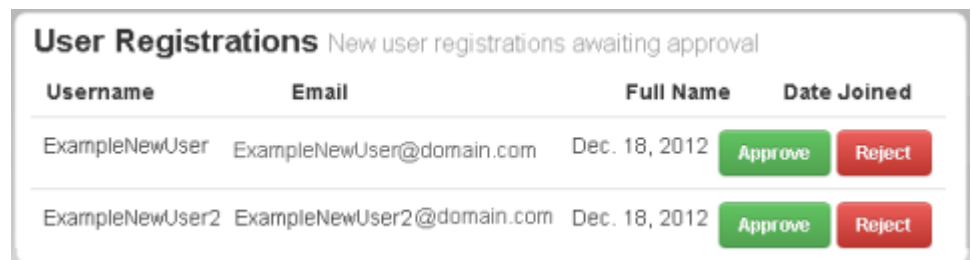 User Registrations New user registrations awaiting approval
Username Email Full Name Date Joined
ExampleNewUser ExampleNewUser@domain.com Dec. 18, 2012 Approve Reject
ExampleNewUser2 ExampleNewUser2@domain.com Dec. 18, 2012 Approve Reject